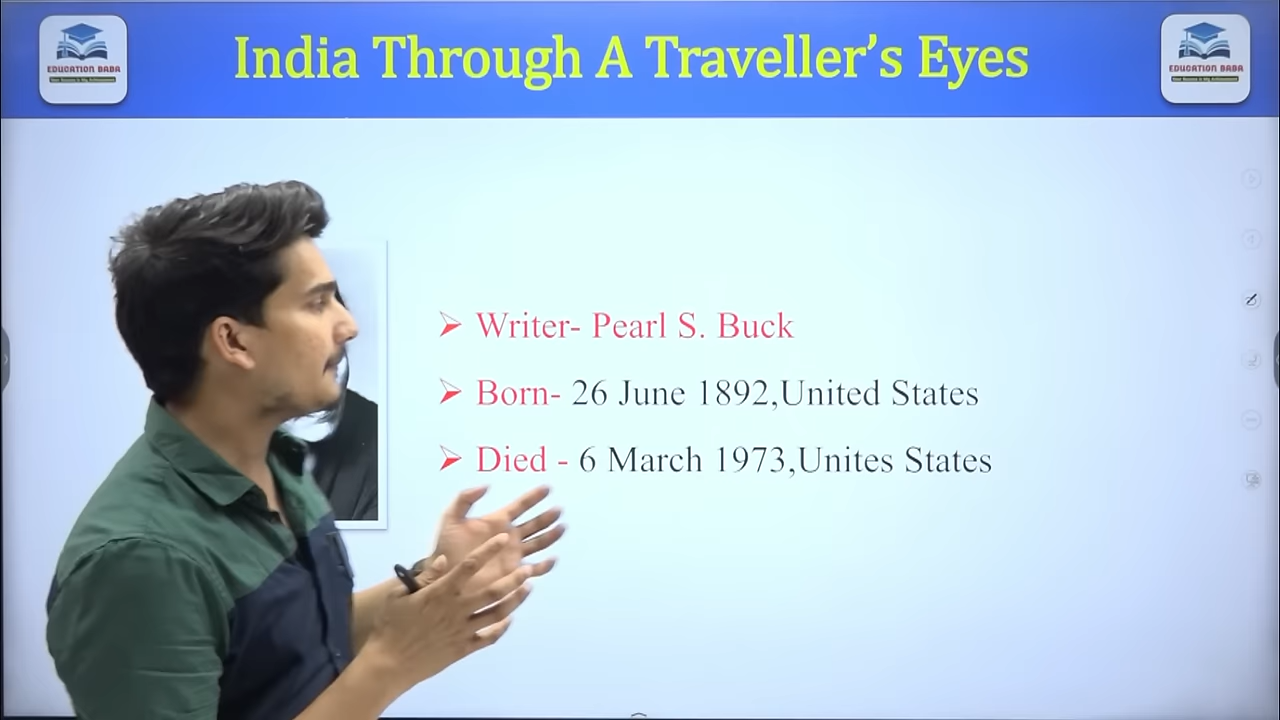 India Through A Traveller's Eyes
EDUCATION BABA
EDUCATION BABA
➢ Writer- Pearl S. Buck
➢ Born- 26 June 1892,United States
➢ Died - 6 March 1973,Unites States